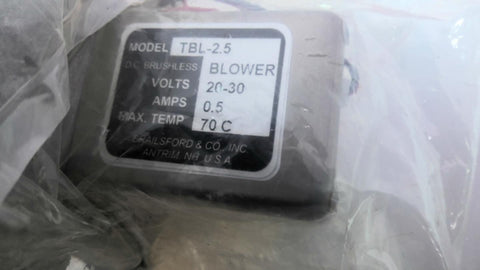 MODEL TBL-2.5
D.C. BRUSHLESS BLOWER
VOLTS 20-30
AMPS 0.5
MAX. TEMP 70 C
BRAILSFORD & CO., INC.
ANTRIM, NH, U.S.A.